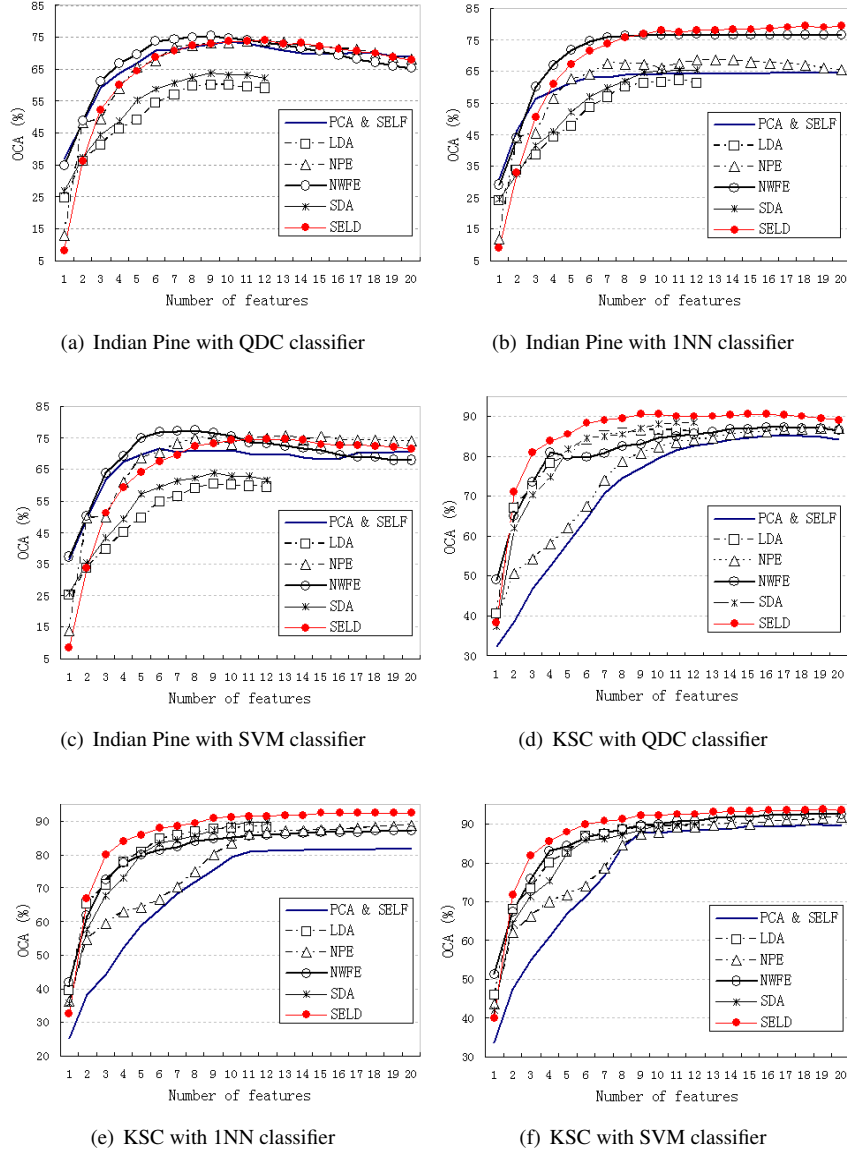 85
75
65
55
45
35
25
15
5
OCA (%)
1 2 3 4 5 6 7 8 9 10 11 12 13 14 15 16 17 18 19 20
Number of features
PCA & SELF
LDA
NPE
NWFE
SDA
SELD
(a) Indian Pine with QDC classifier
85
75
65
55
45
35
25
15
5
OCA (%)
1 2 3 4 5 6 7 8 9 10 11 12 13 14 15 16 17 18 19 20
Number of features
PCA & SELF
LDA
NPE
NWFE
SDA
SELD
(b) Indian Pine with 1NN classifier
85
75
65
55
45
35
25
15
5
OCA (%)
1 2 3 4 5 6 7 8 9 10 11 12 13 14 15 16 17 18 19 20
Number of features
PCA & SELF
LDA
NPE
NWFE
SDA
SELD
(c) Indian Pine with SVM classifier
90
80
70
60
50
40
30
OCA (%)
1 2 3 4 5 6 7 8 9 10 11 12 13 14 15 16 17 18 19 20
Number of features
PCA & SELF
LDA
NPE
NWFE
SDA
SELD
(d) KSC with QDC classifier
90
80
70
60
50
40
30
20
OCA (%)
1 2 3 4 5 6 7 8 9 10 11 12 13 14 15 16 17 18 19 20
Number of features
PCA & SELF
LDA
NPE
NWFE
SDA
SELD
(e) KSC with 1NN classifier
90
80
70
60
50
40
30
OCA (%)
1 2 3 4 5 6 7 8 9 10 11 12 13 14 15 16 17 18 19 20
Number of features
PCA & SELF
LDA
NPE
NWFE
SDA
SELD
(f) KSC with SVM classifier